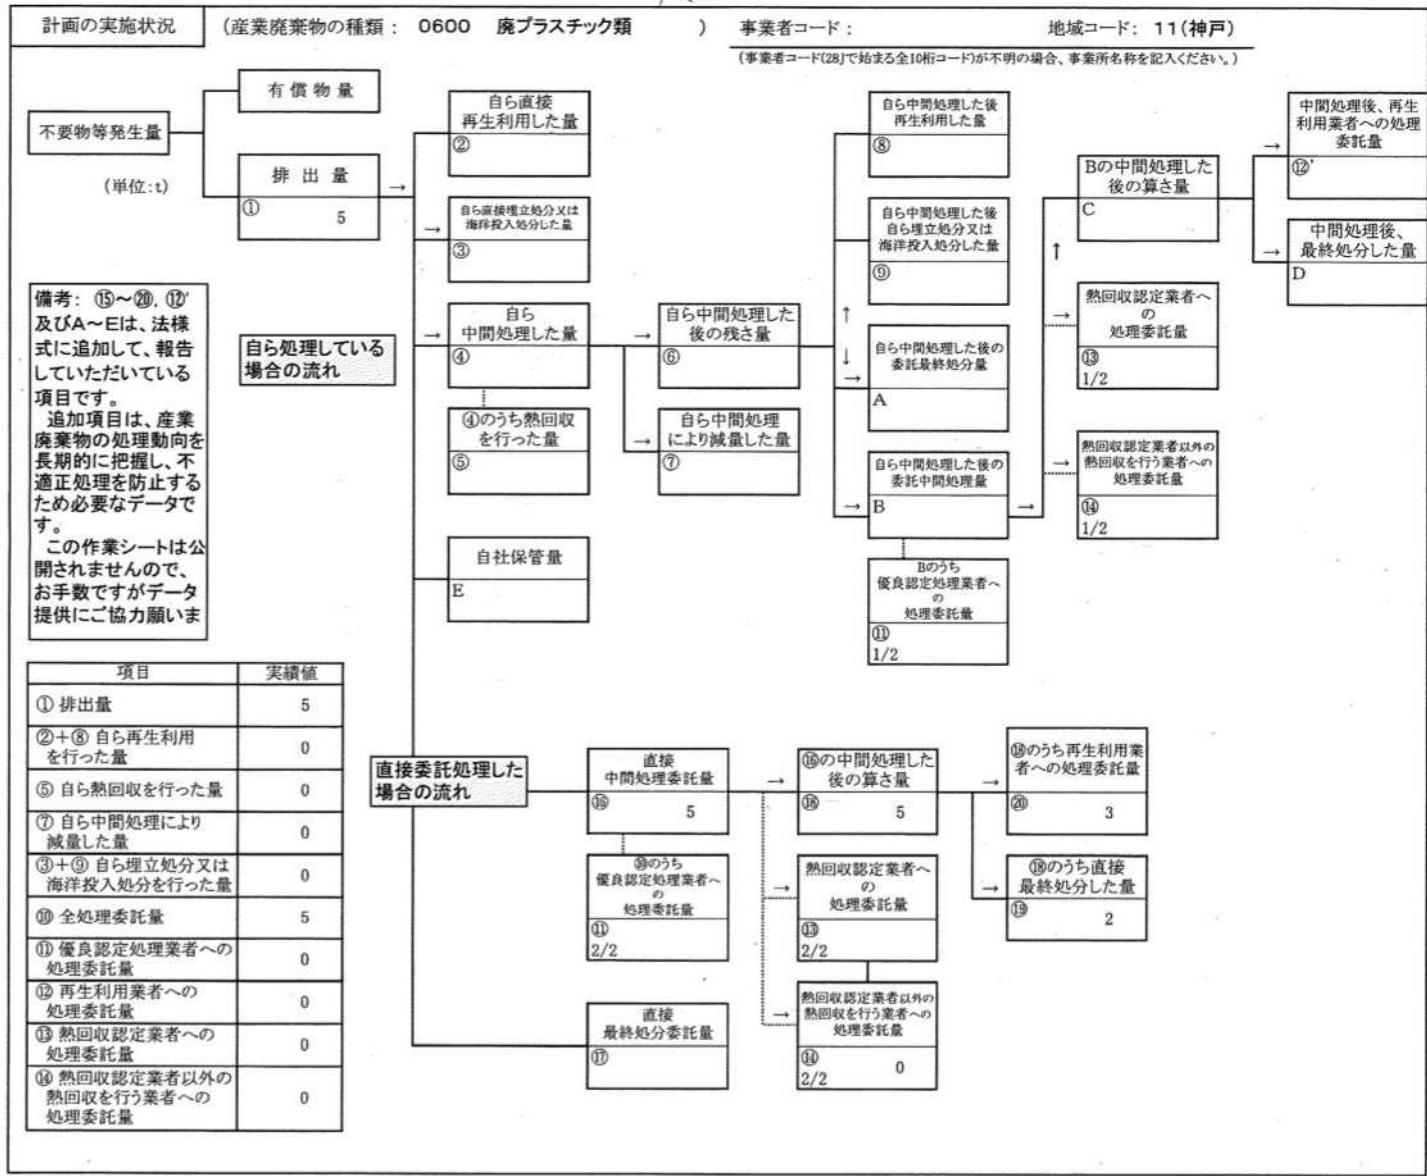 計画の実施状況 (産業廃棄物の種類： 0600 廃プラスチック類 ) 事業者コード： 地域コード： 11(神戸)
(事業者コード(28)で始まる全10桁コード)が不明の場合、事業所名称を記入ください。)
不要物等発生量
(単位:t)
有償物量
排出量
① 5
→
自ら直接
再生利用した量
②
→
自ら直接埋立処分又は
海洋投入処分した量
③
→
自ら
中間処理した量
④
④のうち熱回収
を行った量
⑤
自社保管量
E
→
自ら中間処理した
後の残さ量
⑥
→
自ら中間処理
により減量した量
⑦
自ら中間処理した後
再生利用した量
⑧
自ら中間処理した後
自ら埋立処分又は
海洋投入処分した量
⑨
↑
↓
→
自ら中間処理した後の
委託最終処分量
A
→
自ら中間処理した後の
委託中間処理量
B
Bのうち
優良認定処理業者へ
の
処理委託量
⑪
1/2
→
↑
Bの中間処理した
後の算さ量
C
→
熱回収認定業者へ
の
処理委託量
⑬
1/2
→
熱回収認定業者以外の
熱回収を行う業者への
処理委託量
⑭
1/2
→
中間処理後、再生
利用業者への処理
委託量
⑫'
→
中間処理後、
最終処分した量
D
備考： ⑮～⑳, ⑫'
及びA～Eは、法様
式に追加して、報告
していただいている
項目です。
追加項目は、産業
廃棄物の処理動向を
長期的に把握し、不
適正処理を防止する
ため必要なデータで
す。
この作業シートは公
開されませんので、
お手数ですがデータ
提供にご協力願いま
自ら処理している
場合の流れ
項目 実績値
① 排出量 5
②+⑧ 自ら再生利用
を行った量 0
⑤ 自ら熱回収を行った量 0
⑦ 自ら中間処理により
減量した量 0
③+⑨ 自ら埋立処分又は
海洋投入処分を行った量 0
⑩ 全処理委託量 5
⑪ 優良認定処理業者への
処理委託量 0
⑫ 再生利用業者への
処理委託量 0
⑬ 熱回収認定業者への
処理委託量 0
⑭ 熱回収認定業者以外の
熱回収を行う業者への
処理委託量 0
直接委託処理した
場合の流れ
直接
中間処理委託量
⑯ 5
⑩のうち
優良認定処理業者へ
の
処理委託量
⑪
2/2
直接
最終処分委託量
⑰
→
⑯の中間処理した
後の算さ量
⑱ 5
→
熱回収認定業者へ
の
処理委託量
⑬
2/2
→
熱回収認定業者以外の
熱回収を行う業者への
処理委託量
⑭ 0
2/2
→
⑱のうち再生利用業
者への処理委託量
⑳ 3
→
⑱のうち直接
最終処分した量
⑲ 2